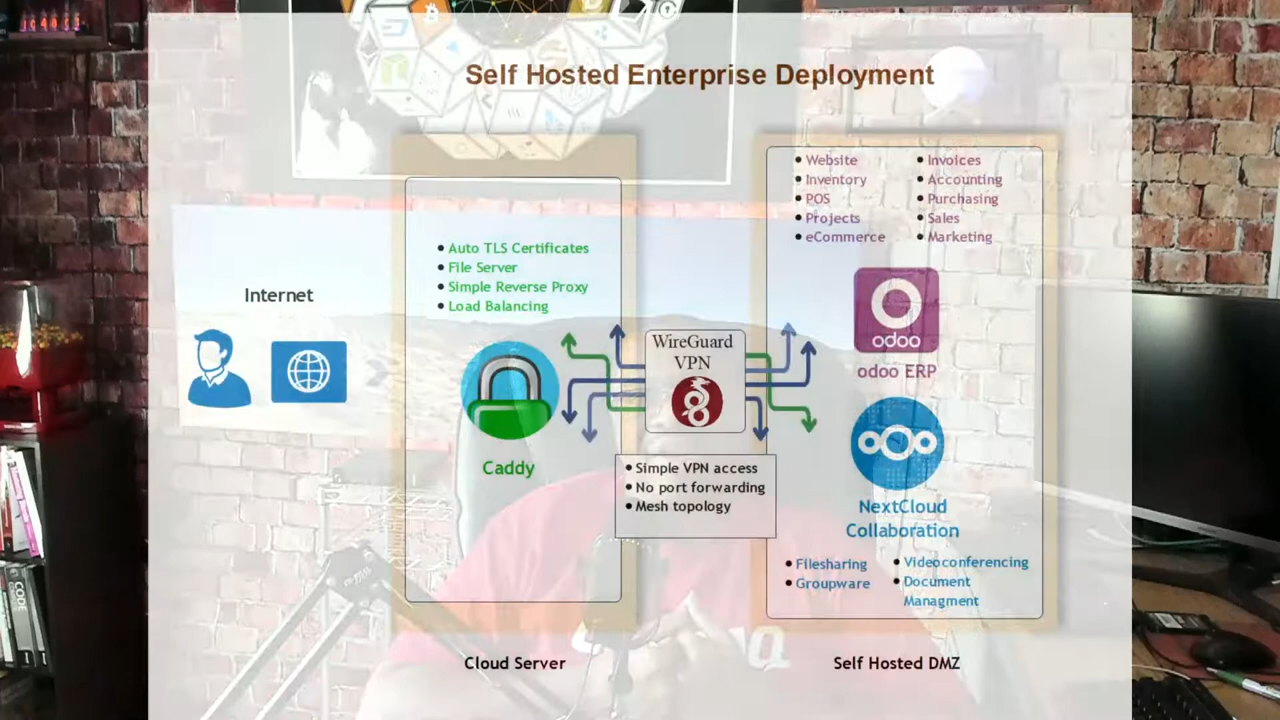 Self Hosted Enterprise Deployment
Internet
Auto TLS Certificates
File Server
Simple Reverse Proxy
Load Balancing
Caddy
Cloud Server
WireGuard
VPN
Simple VPN access
No port forwarding
Mesh topology
Website
Inventory
POS
Projects
eCommerce
Invoices
Accounting
Purchasing
Sales
Marketing
odoo
odoo ERP
NextCloud
Collaboration
Filesharing
Groupware
Videoconferencing
Document
Managment
Self Hosted DMZ
CODE